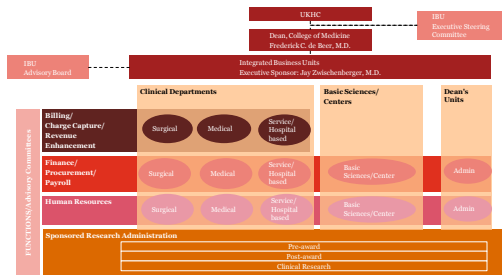 UKHC
IBU
Executive Steering
Committee
Dean, College of Medicine
Frederick C. de Beer, M.D.
IBU
Advisory Board
Integrated Business Units
Executive Sponsor: Jay Zwischenberger, M.D.
Clinical Departments
Basic Sciences/
Centers
Dean's
Units
FUNCTIONS/Advisory Committees
Billing/
Charge Capture/
Revenue
Enhancement
Surgical
Medical
Service/
Hospital
based
Finance/
Procurement/
Payroll
Surgical
Medical
Service/
Hospital
based
Basic
Sciences/Center
Admin
Human Resources
Surgical
Medical
Service/
Hospital
based
Basic
Sciences/Center
Admin
Sponsored Research Administration
Pre-award
Post-award
Clinical Research